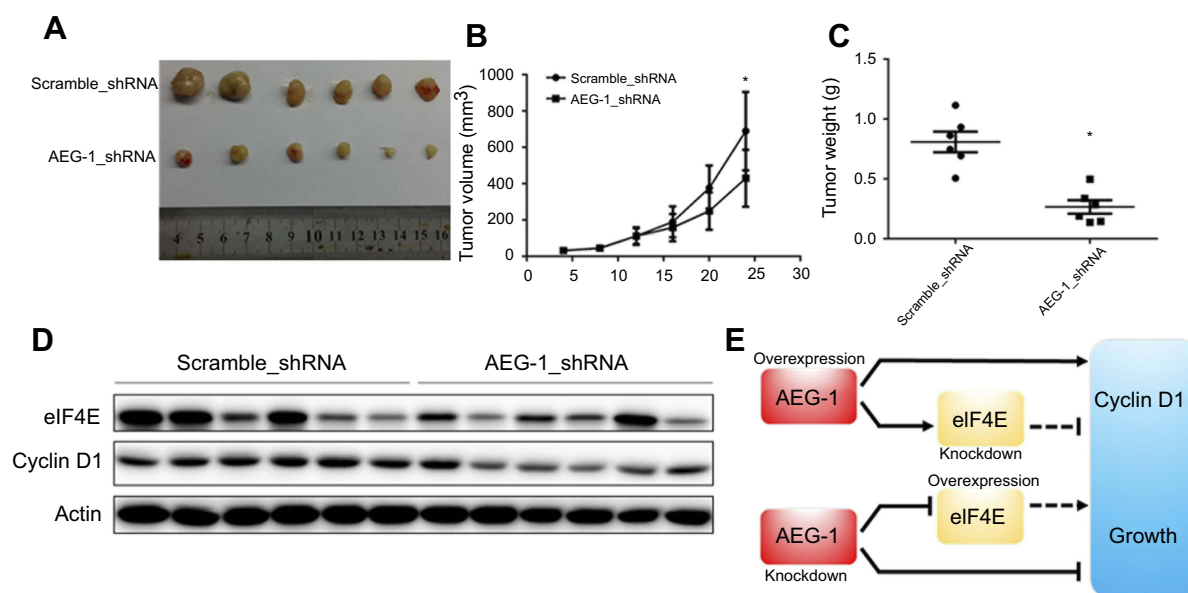 A
Scramble_shRNA
AEG-1_shRNA
4 5 6 7 8 9 10 11 12 13 14 15 16
B
Tumor volume (mm3)
1000
800
600
400
200
0
Scramble_shRNA
AEG-1_shRNA
*
0 5 10 15 20 25 30
C
Tumor weight (g)
1.5
1.0
0.5
0.0
*
Scramble_shRNA
AEG-1_shRNA
D
Scramble_shRNA AEG-1_shRNA
eIF4E
Cyclin D1
Actin
E
Overexpression
AEG-1
eIF4E
Knockdown
Cyclin D1
Overexpression
eIF4E
AEG-1
Knockdown
Growth